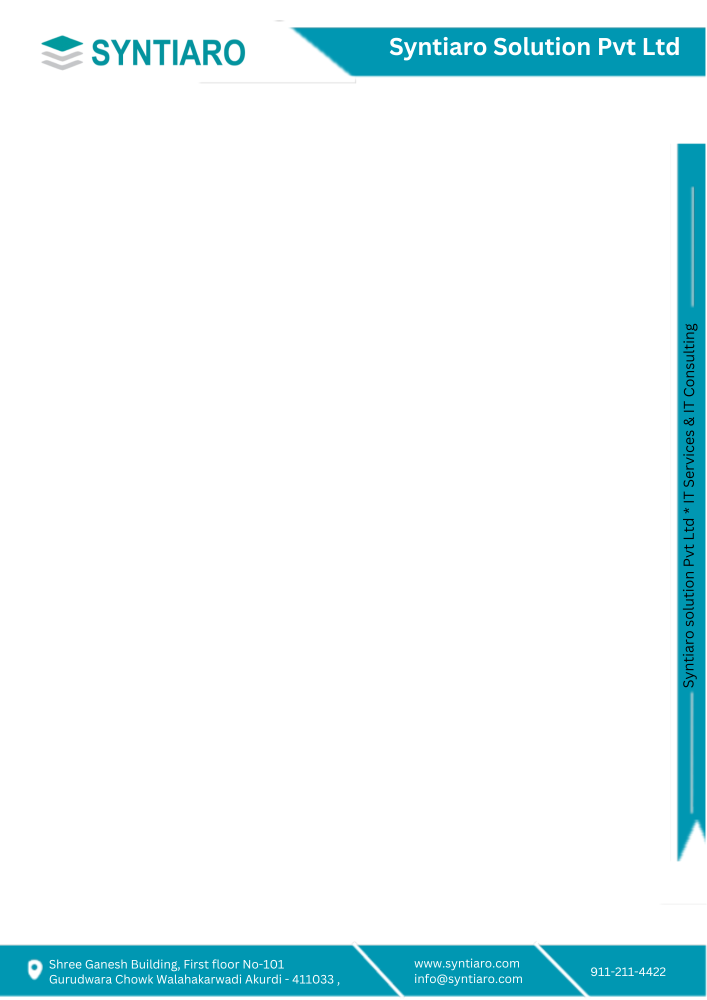 SYNTIARO
Syntiaro Solution Pvt Ltd
Syntiaro solution Pvt Ltd * IT Services & IT Consulting
Shree Ganesh Building, First floor No-101
Gurudwara Chowk Walahakarwadi Akurdi - 411033 ,
www.syntiaro.com
info@syntiaro.com
911-211-4422